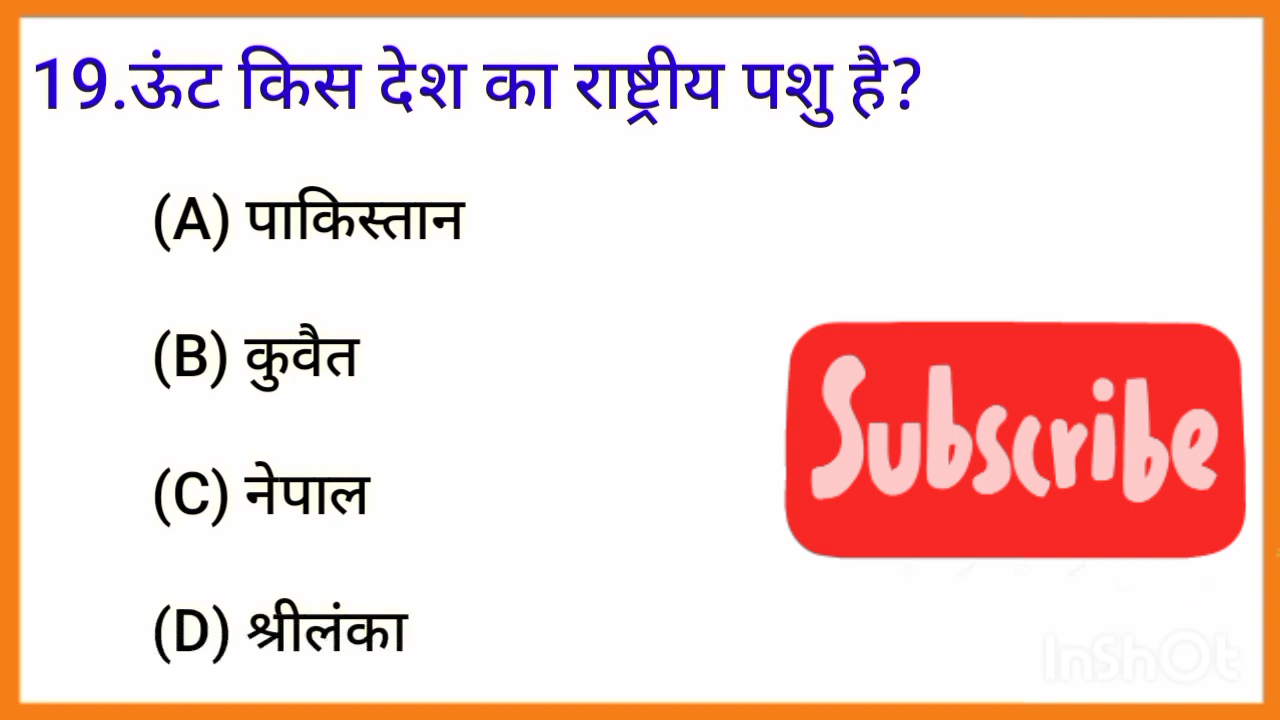 19.ऊंट किस देश का राष्ट्रीय पशु है?
(A) पाकिस्तान
(B) कुवैत
(C) नेपाल
(D) श्रीलंका
Subscribe
InShOt